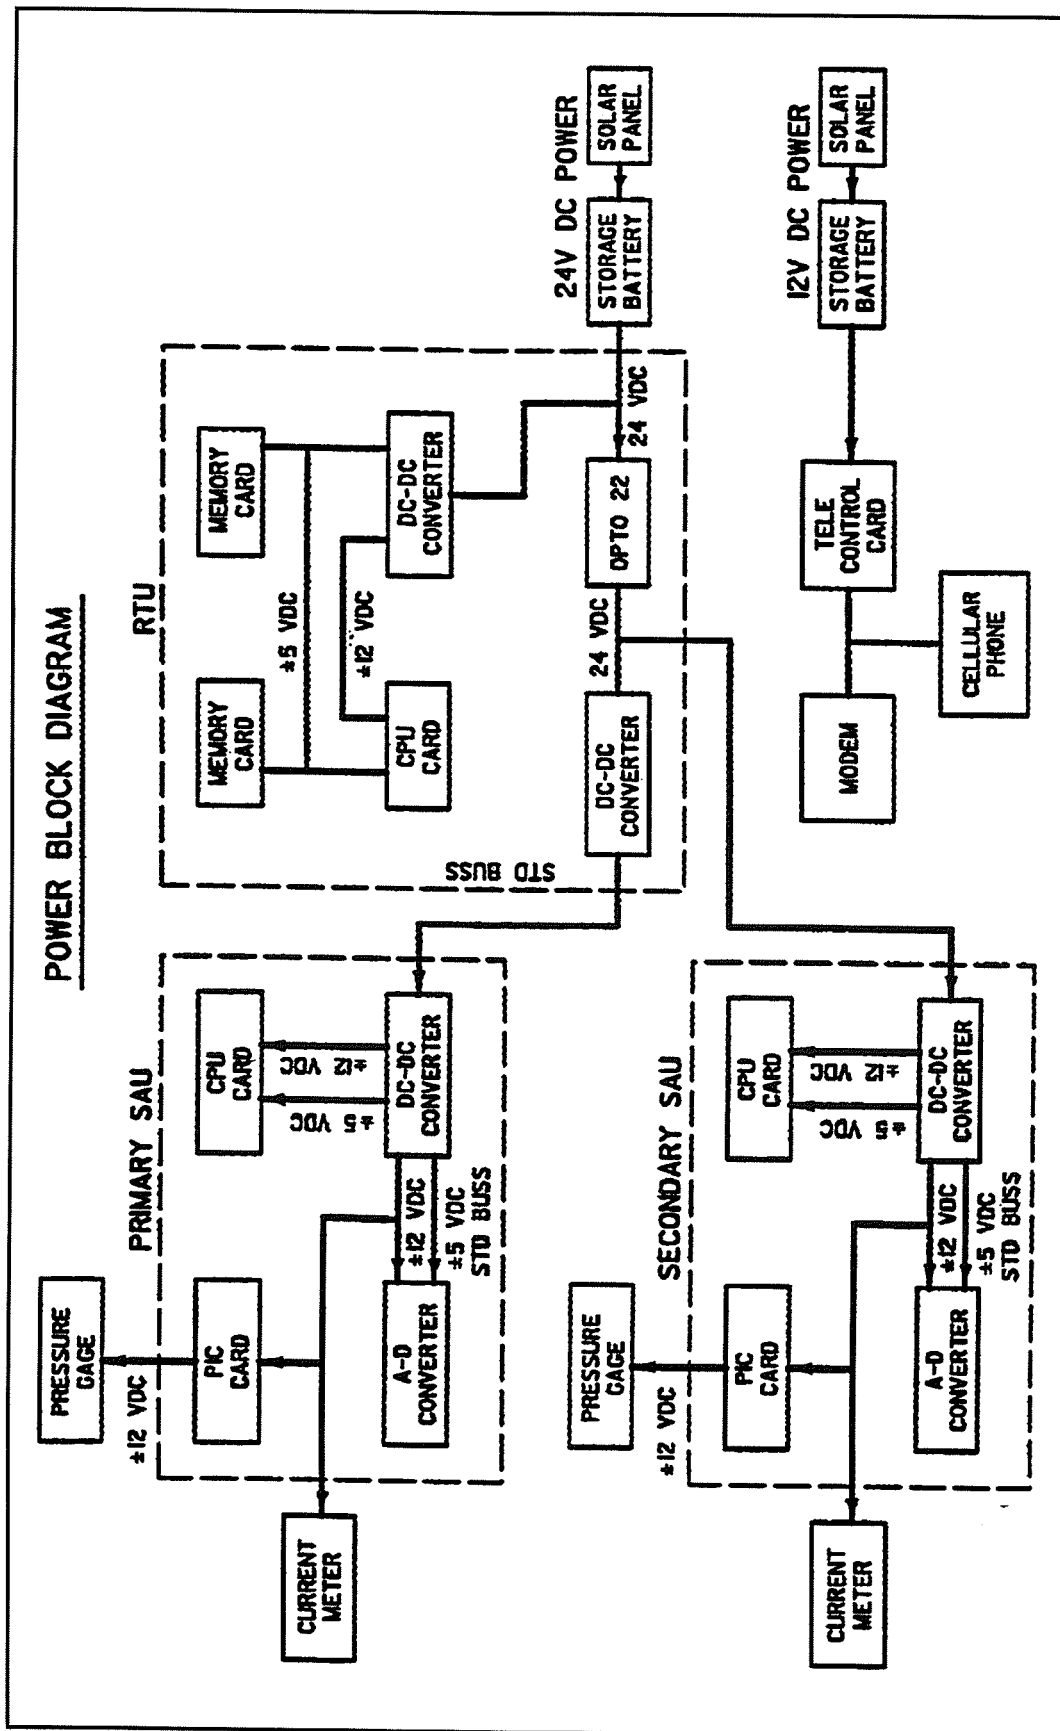 POWER BLOCK DIAGRAM
PRESSURE
GAGE
±12 VDC
PRIMARY SAU
PIC
CARD
CPU
CARD
±5 VDC
±12 VDC
CURRENT
METER
A-D
CONVERTER
±12 VDC
±5 VDC
STD BUSS
DC-DC
CONVERTER
RTU
MEMORY
CARD
MEMORY
CARD
±5 VDC
±12 VDC
CPU
CARD
DC-DC
CONVERTER
STD BUSS
DC-DC
CONVERTER
24 VDC
OPTO 22
24 VDC
24V DC POWER
STORAGE
BATTERY
SOLAR
PANEL
PRESSURE
GAGE
±12 VDC
SECONDARY SAU
PIC
CARD
CPU
CARD
±5 VDC
±12 VDC
CURRENT
METER
A-D
CONVERTER
±12 VDC
±5 VDC
STD BUSS
DC-DC
CONVERTER
MODEM
CELLULAR
PHONE
TELE
CONTROL
CARD
12V DC POWER
STORAGE
BATTERY
SOLAR
PANEL